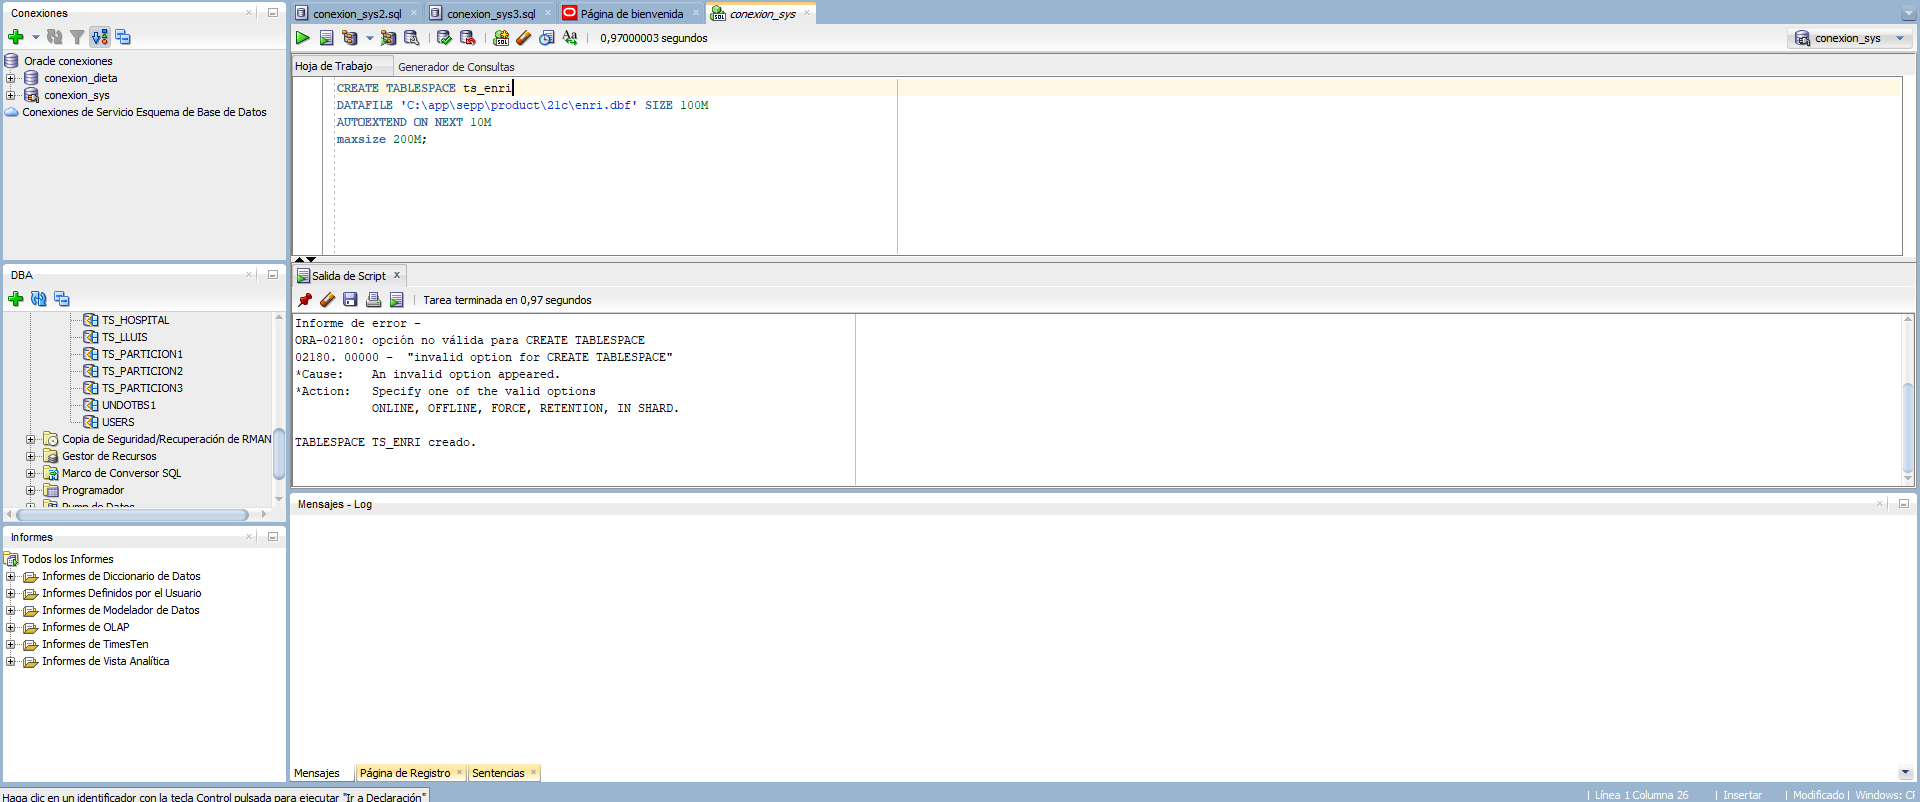 Conexiones
Oracle conexiones
conexion_dieta
conexion_sys
Conexiones de Servicio Esquema de Base de Datos
DBA
TS_HOSPITAL
TS_LLUIS
TS_PARTICION1
TS_PARTICION2
TS_PARTICION3
UNDOTBS1
USERS
Copia de Seguridad/Recuperación de RMAN
Gestor de Recursos
Marco de Conversor SQL
Programador
Pump de Datos
Informes
Todos los Informes
Informes de Diccionario de Datos
Informes Definidos por el Usuario
Informes de Modelador de Datos
Informes de OLAP
Informes de TimesTen
Informes de Vista Analítica
conexion_sys2.sql
conexion_sys3.sql
Página de bienvenida
conexion_sys
0,97000003 segundos
conexion_sys
Hoja de Trabajo
Generador de Consultas
CREATE TABLESPACE ts_enri
DATAFILE 'C:\app\sepp\product\21c\enri.dbf' SIZE 100M
AUTOEXTEND ON NEXT 10M
maxsize 200M;
Salida de Script
Tarea terminada en 0,97 segundos
Informe de error -
ORA-02180: opción no válida para CREATE TABLESPACE
02180. 00000 -  "invalid option for CREATE TABLESPACE"
*Cause:    An invalid option appeared.
*Action:   Specify one of the valid options
ONLINE, OFFLINE, FORCE, RETENTION, IN SHARD.
TABLESPACE TS_ENRI creado.
Mensajes - Log
Mensajes
Página de Registro
Sentencias
Haga clic en un identificador con la tecla Control pulsada para ejecutar "Ir a Declaración"
Línea 1 Columna 26
Insertar
Modificado
Windows: CF